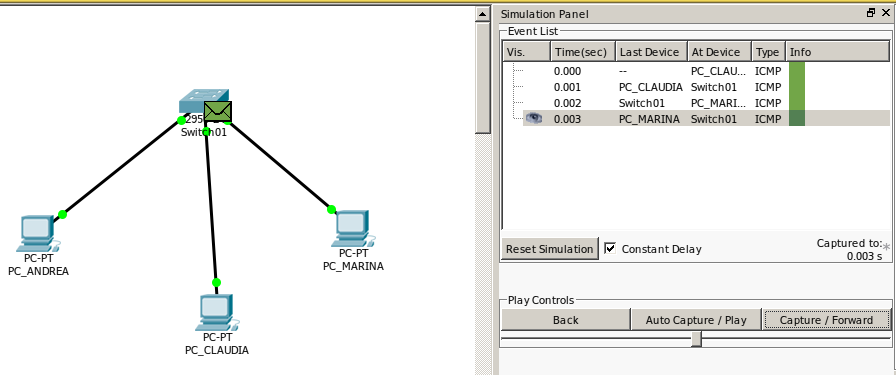 295
Switch01
PC-PT
PC_ANDREA
PC-PT
PC_MARINA
PC-PT
PC_CLAUDIA
Simulation Panel
Event List
Vis. Time(sec) Last Device At Device Type Info
0.000 -- PC_CLAU... ICMP
0.001 PC_CLAUDIA Switch01 ICMP
0.002 Switch01 PC_MARI... ICMP
0.003 PC_MARINA Switch01 ICMP
Reset Simulation Constant Delay Captured to:
0.003 s
Play Controls
Back Auto Capture / Play Capture / Forward